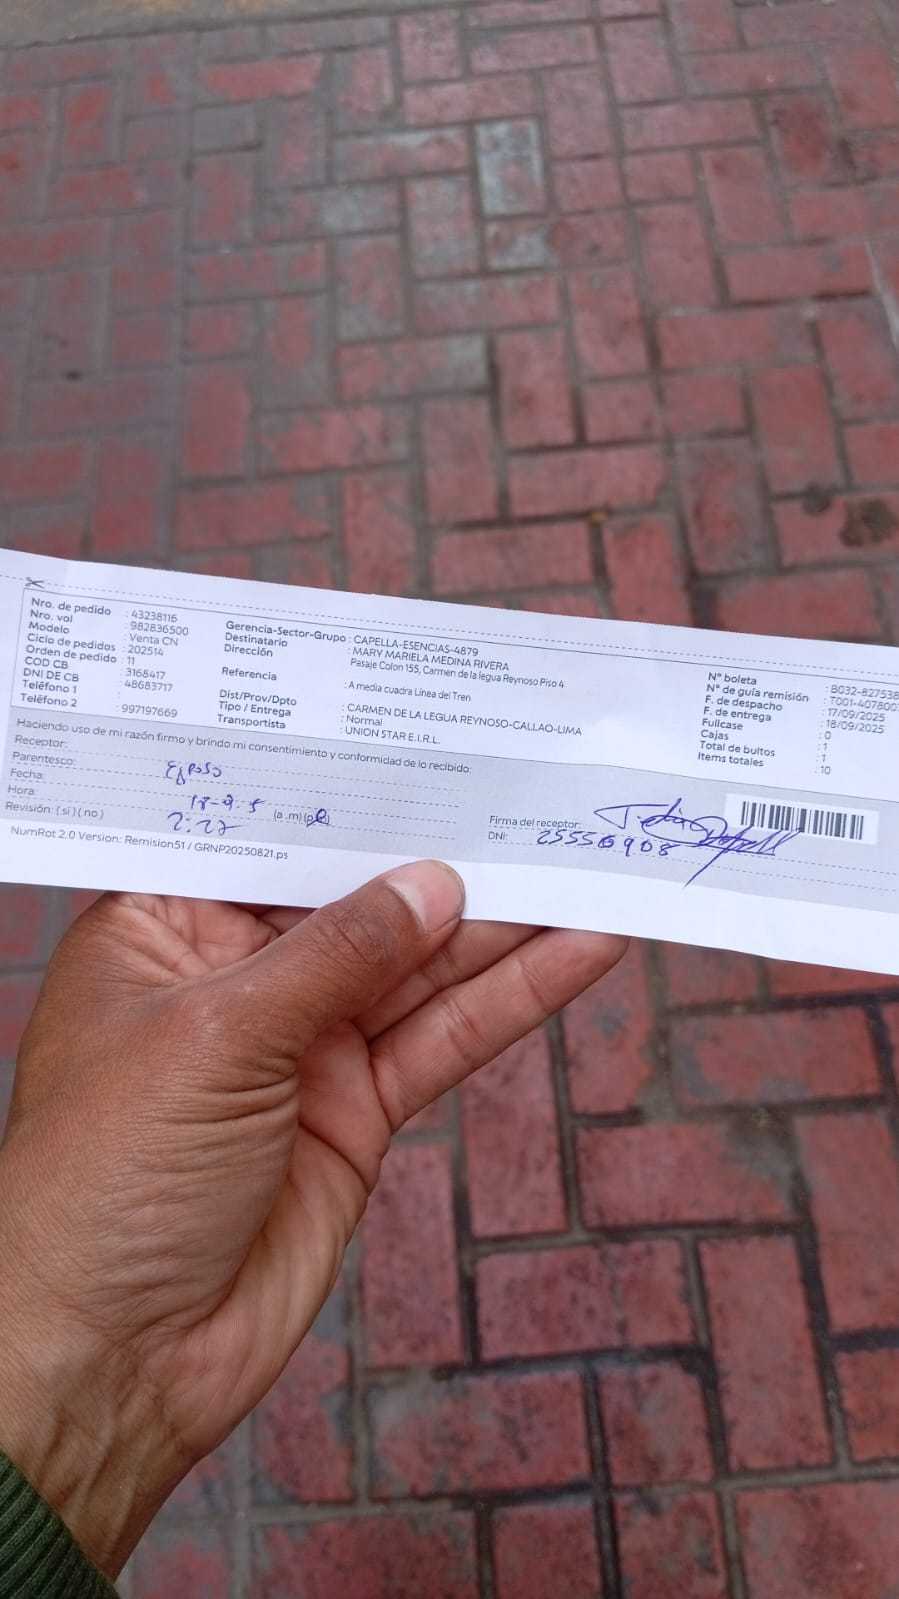 Nro. de pedido : 43238116
Nro. vol : 982836500
Modelo : Venta CN
Ciclo de pedidos : 202514
Orden de pedido : 11
COD CB : 3168417
DNI DE CB : 48683717
Teléfono 1 :
Teléfono 2 : 997197669
Gerencia-Sector-Grupo : CAPELLA-ESENCIAS-4879
Destinatario : MARY MARIELA MEDINA RIVERA
Dirección Pasaje Colon 155, Carmen de la legua Reynoso Piso 4
Referencia : A media cuadra Linea del Tren
Dist/Prov/Dpto : CARMEN DE LA LEGUA REYNOSO-CALLAO-LIMA
Tipo / Entrega : Normal
Transportista : UNION STAR E.I.R.L.
N° boleta : B032-827538
N° de guía remisión : T001-4078007
F. de despacho : 17/09/2025
F. de entrega : 18/09/2025
Fullcase : 0
Cajas : 1
Total de bultos : 1
Items totales : 10
Haciendo uso de mi razón firmo y brindo mi consentimiento y conformidad de lo recibido:
Receptor:
Parentesco: Esposo
Fecha: 18-9-5
Hora: 2:27 (a .m) (p )
Revisión: ( si ) ( no )
Firma del receptor:
DNI: 25556908
NumRot 2.0 Version: Remision51 / GRNP20250821.ps